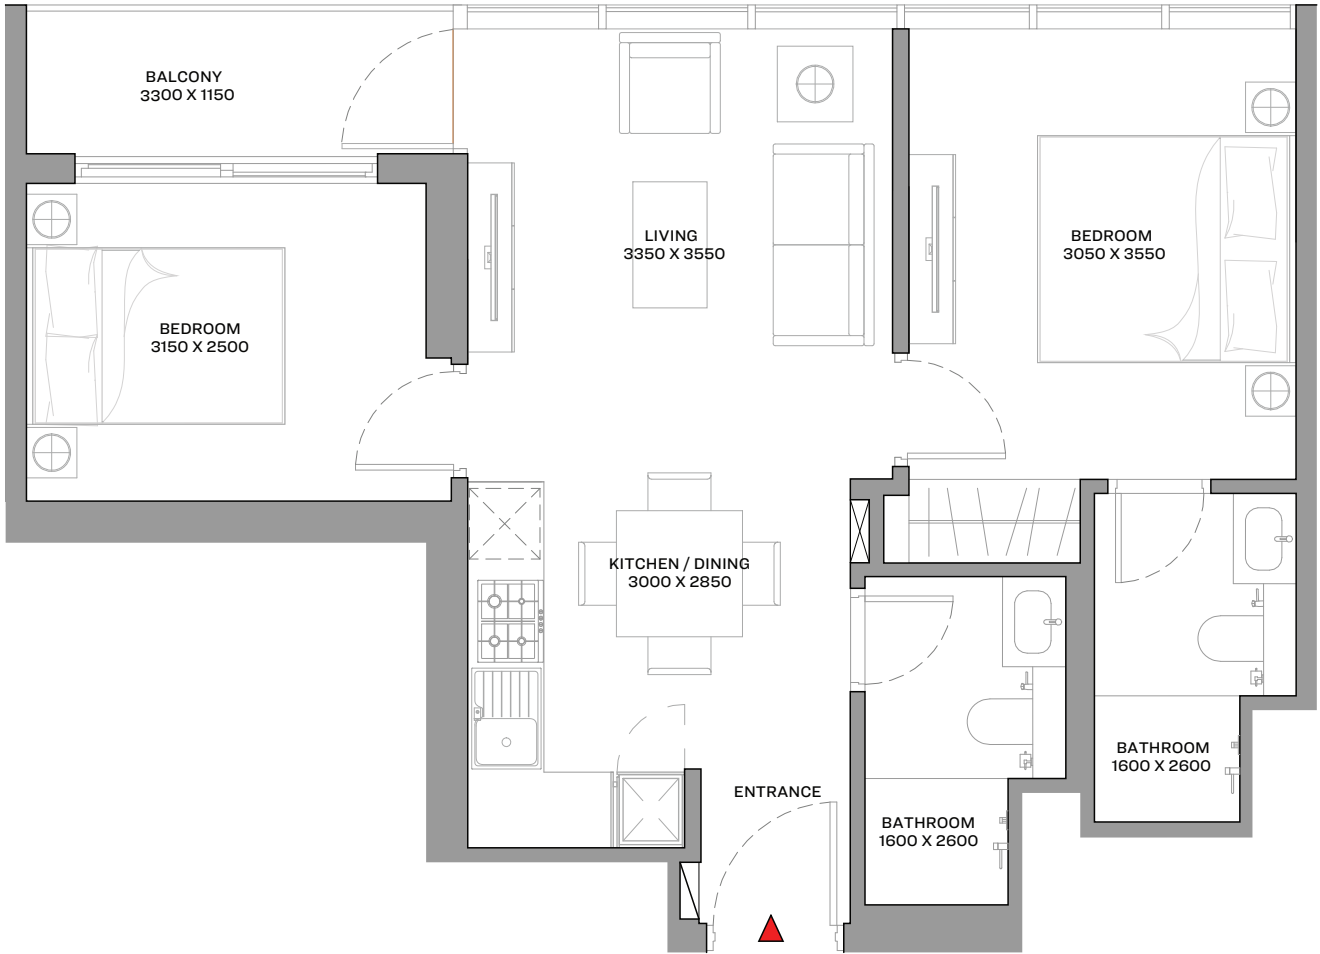 BALCONY
3300 X 1150
LIVING
3350 X 3550
BEDROOM
3050 X 3550
BEDROOM
3150 X 2500
KITCHEN / DINING
3000 X 2850
BATHROOM
1600 X 2600
ENTRANCE
BATHROOM
1600 X 2600